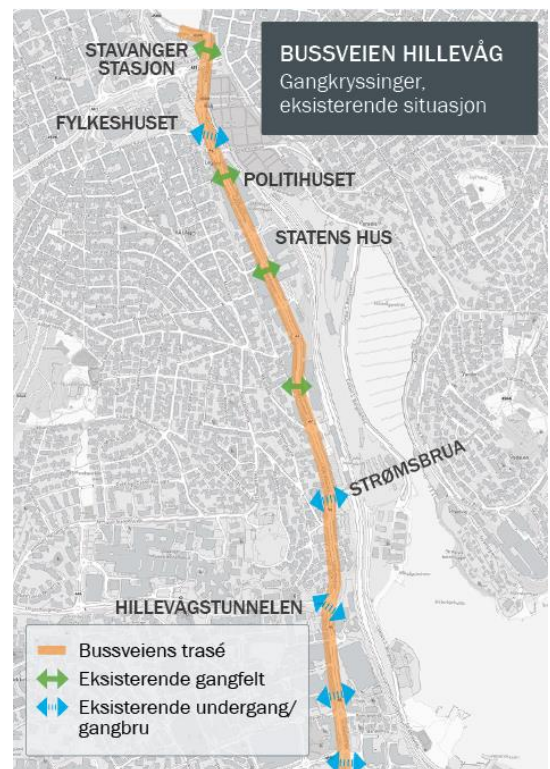 BUSSVEIEN HILLEVÅG
Gangkryssinger,
eksisterende situasjon
STAVANGER
STASJON
FYLKESHUSET
POLITIHUSET
STATENS HUS
STRØMSBRUA
HILLEVÅGSTUNNELEN
Bussveiens trasé
Eksisterende gangfelt
Eksisterende undergang/
gangbru